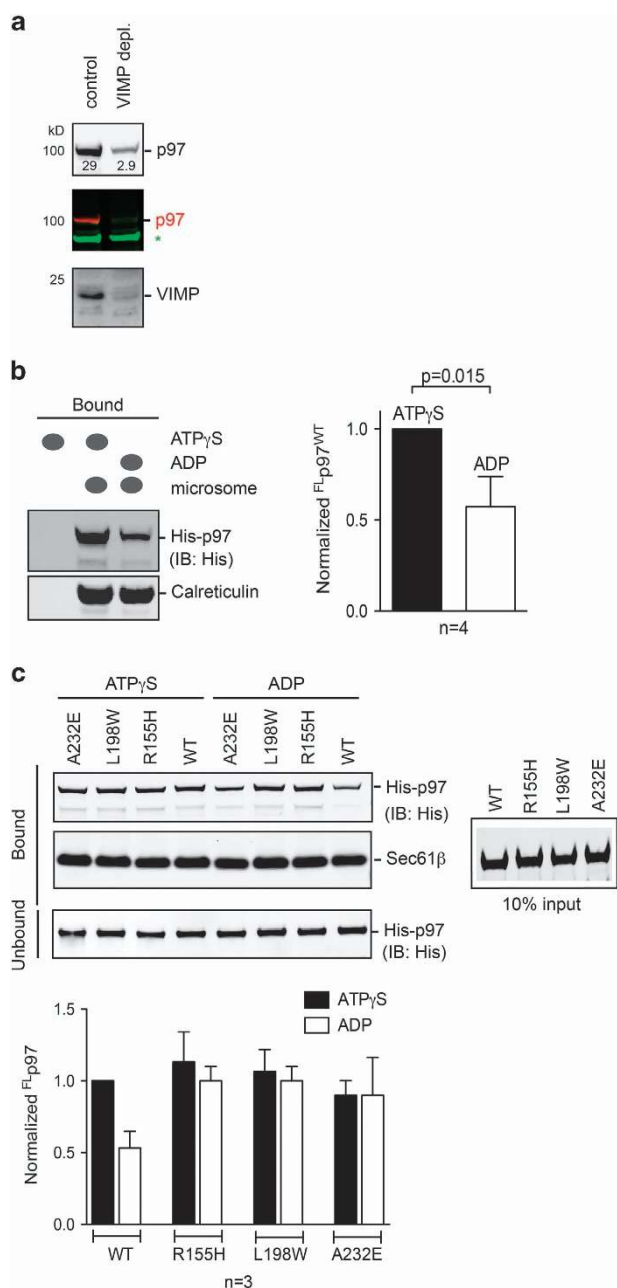 a
control
VIMP depl.
kD
100
p97
29
2.9
100
p97
*
25
VIMP
b
Bound
ATPγS
ADP
microsome
His-p97
(IB: His)
Calreticulin
p=0.015
ATPγS
ADP
Normalized FLp97WT
1.0
0.5
0.0
n=4
c
ATPγS
ADP
A232E
L198W
R155H
WT
A232E
L198W
R155H
WT
Bound
His-p97
(IB: His)
Sec61β
Unbound
His-p97
(IB: His)
WT
R155H
L198W
A232E
10% input
ATPγS
ADP
Normalized FLp97
1.5
1.0
0.5
0.0
WT
R155H
L198W
A232E
n=3